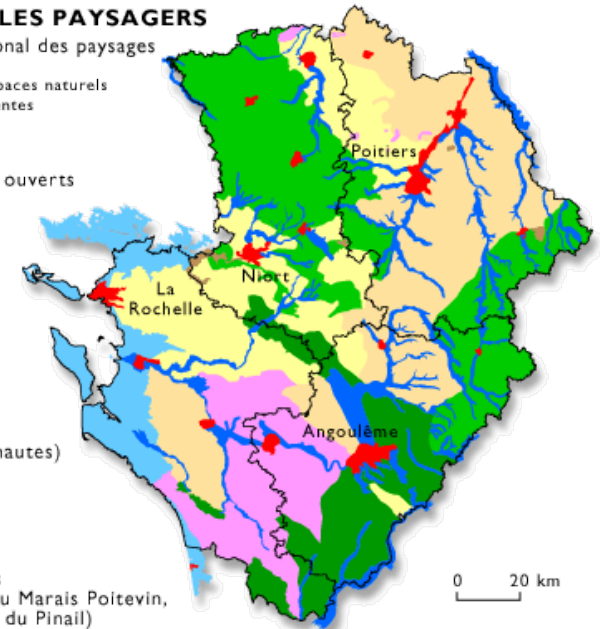 LES PAYSAGERS
onal des paysages
paces naturels
ntes
ouverts
Poitiers
Niort
La
Rochelle
Angoulême
nautes)
0 20 km
u Marais Poitevin,
du Pinail)